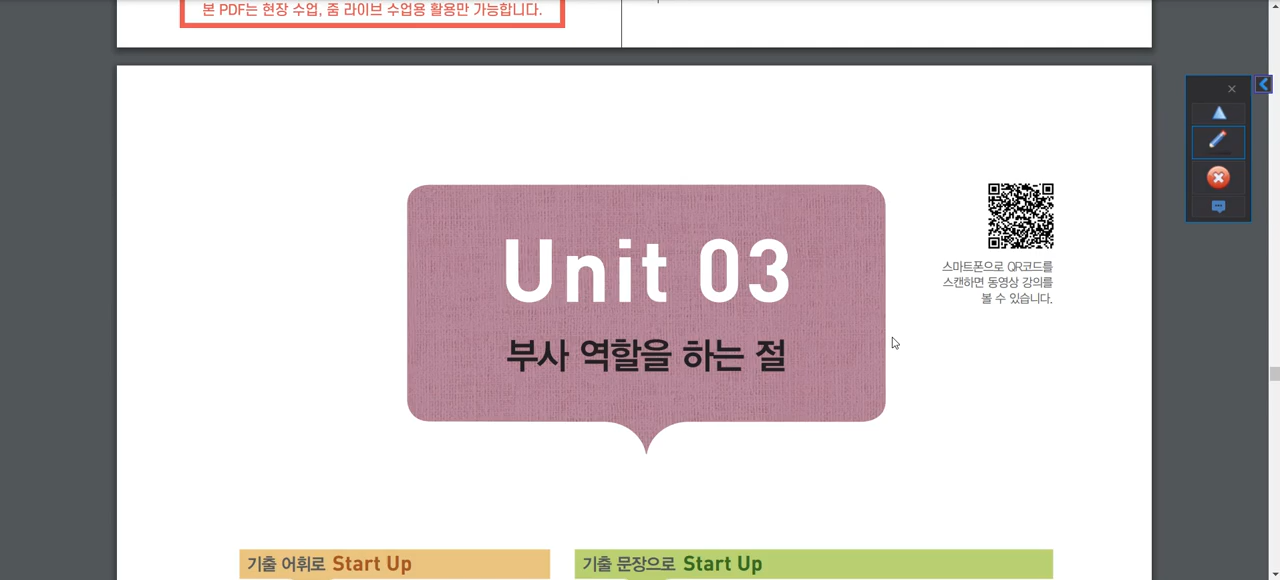 본 PDF는 현장 수업, 줌 라이브 수업용 활용만 가능합니다.
Unit 03
부사 역할을 하는 절
스마트폰으로 QR코드를
스캔하면 동영상 강의를
볼 수 있습니다.
기출 어휘로 Start Up
기출 문장으로 Start Up